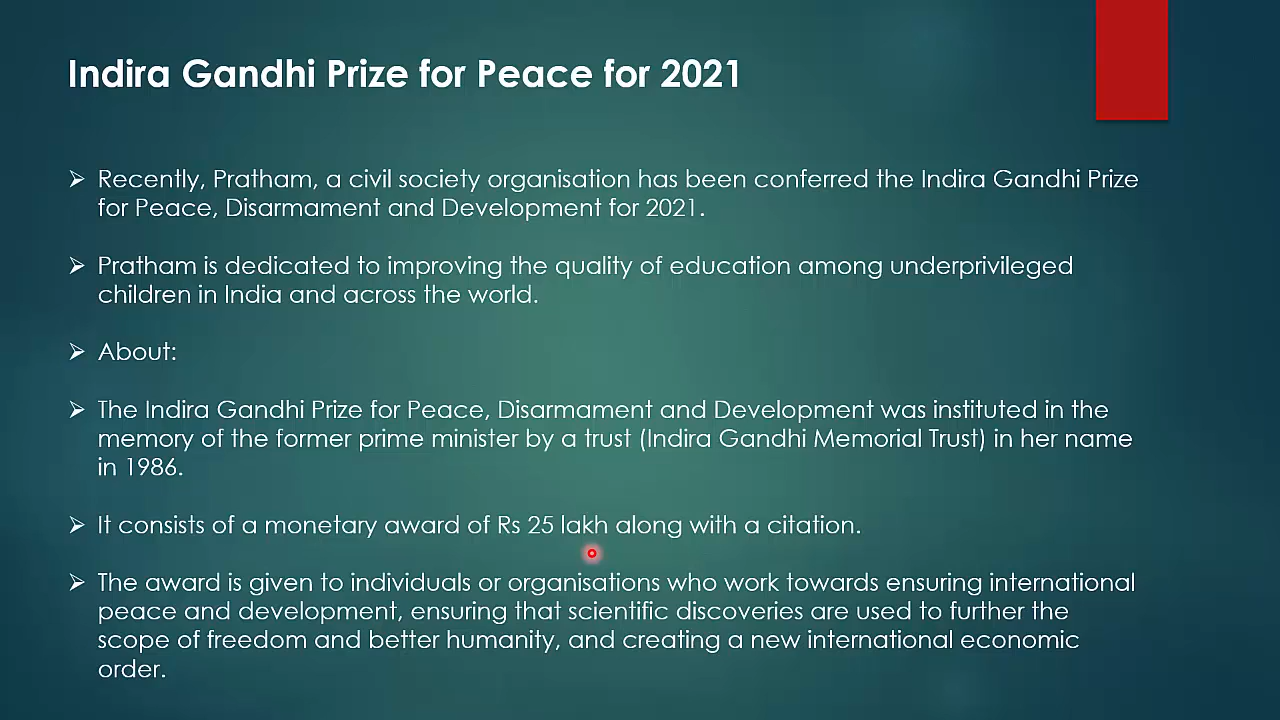 Indira Gandhi Prize for Peace for 2021
Recently, Pratham, a civil society organisation has been conferred the Indira Gandhi Prize
for Peace, Disarmament and Development for 2021.
Pratham is dedicated to improving the quality of education among underprivileged
children in India and across the world.
About:
The Indira Gandhi Prize for Peace, Disarmament and Development was instituted in the
memory of the former prime minister by a trust (Indira Gandhi Memorial Trust) in her name
in 1986.
It consists of a monetary award of Rs 25 lakh along with a citation.
The award is given to individuals or organisations who work towards ensuring international
peace and development, ensuring that scientific discoveries are used to further the
scope of freedom and better humanity, and creating a new international economic
order.